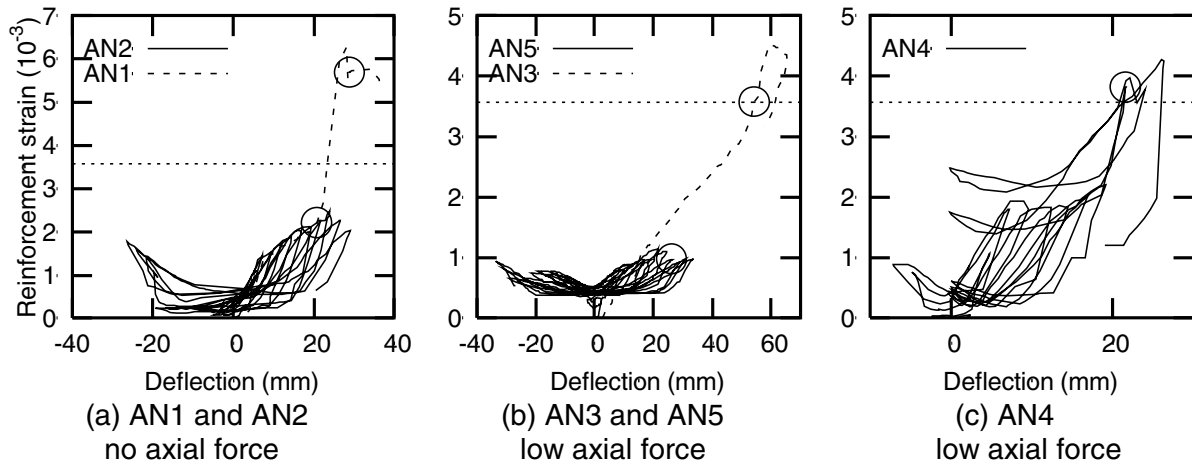 Reinforcement strain (10-3)
7
6
5
4
3
2
1
0
AN2
AN1
-40 -20 0 20 40
Deflection (mm)
(a) AN1 and AN2
no axial force
5
4
3
2
1
0
AN5
AN3
-40 -20 0 20 40 60
Deflection (mm)
(b) AN3 and AN5
low axial force
5
4
3
2
1
0
AN4
0 20
Deflection (mm)
(c) AN4
low axial force